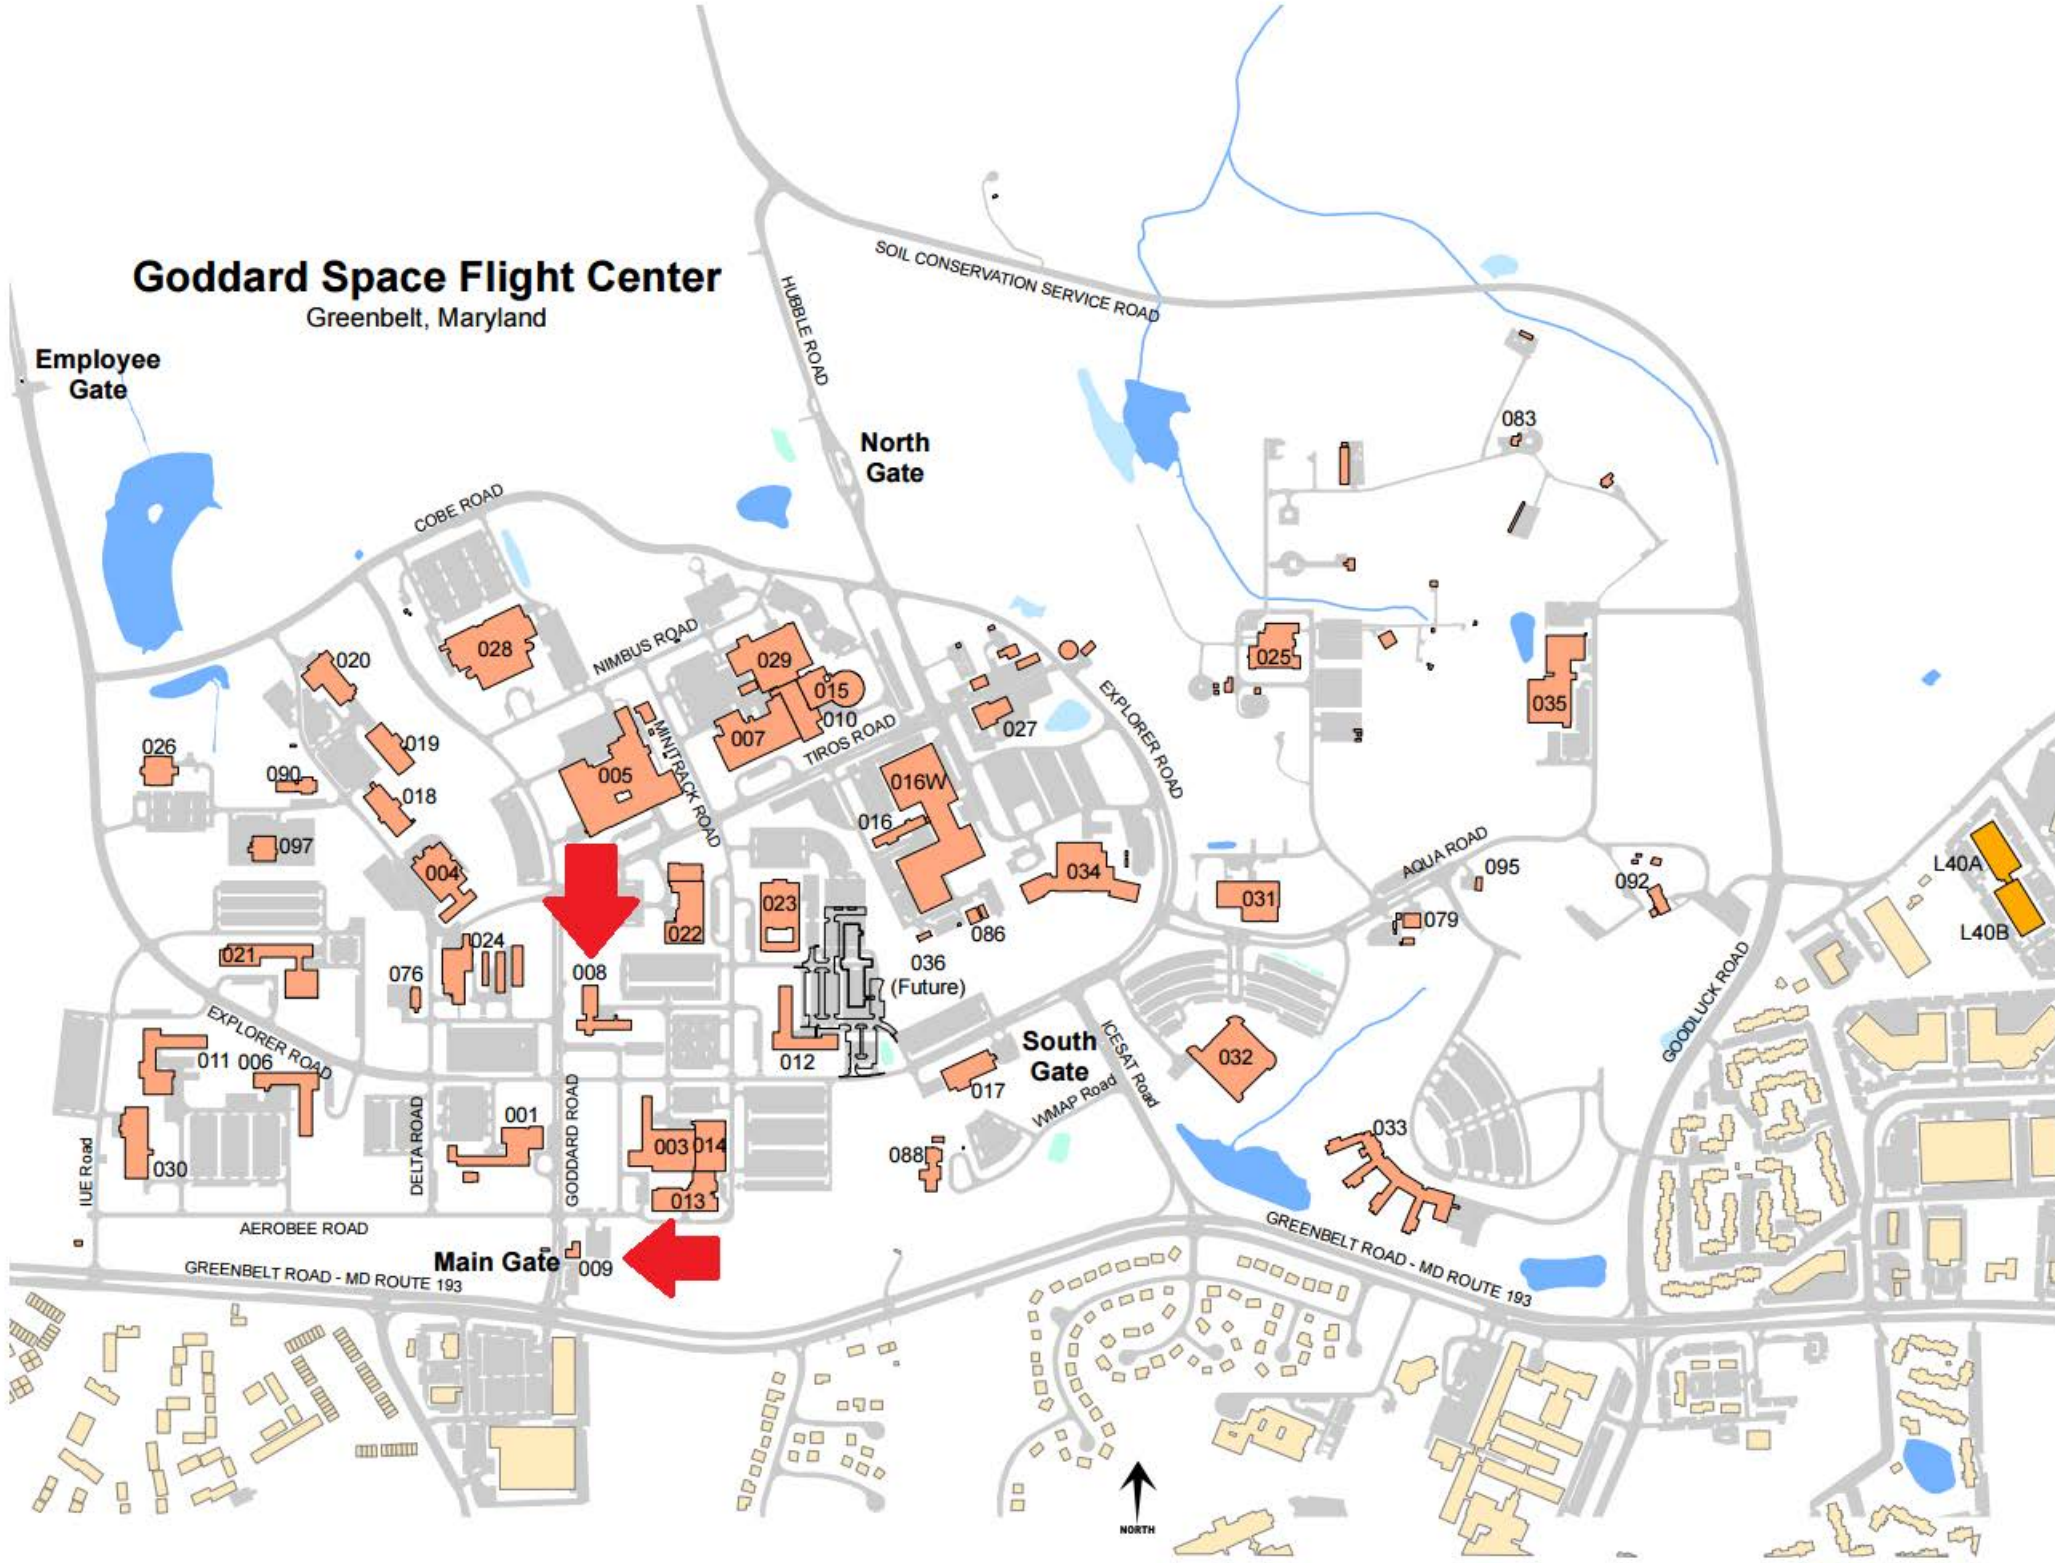 Goddard Space Flight Center
Greenbelt, Maryland
Employee
Gate
North
Gate
SOIL CONSERVATION SERVICE ROAD
HUBBLE ROAD
COBE ROAD
083
NIMBUS ROAD
028
029
020
015
025
010
EXPLORER ROAD
035
007
TIROS ROAD
027
026
019
MINITRACK ROAD
005
090
016W
018
016
097
AQUA ROAD
004
034
095
L40A
092
023
031
022
079
L40B
021
024
086
076
008
036
(Future)
GOODLUCK ROAD
EXPLORER ROAD
ICESAT Road
South
Gate
011
006
012
032
017
WMAP Road
001
DELTA ROAD
GODDARD ROAD
003
014
033
088
030
IUE Road
013
AEROBEE ROAD
GREENBELT ROAD - MD ROUTE 193
Main Gate
009
GREENBELT ROAD - MD ROUTE 193
NORTH